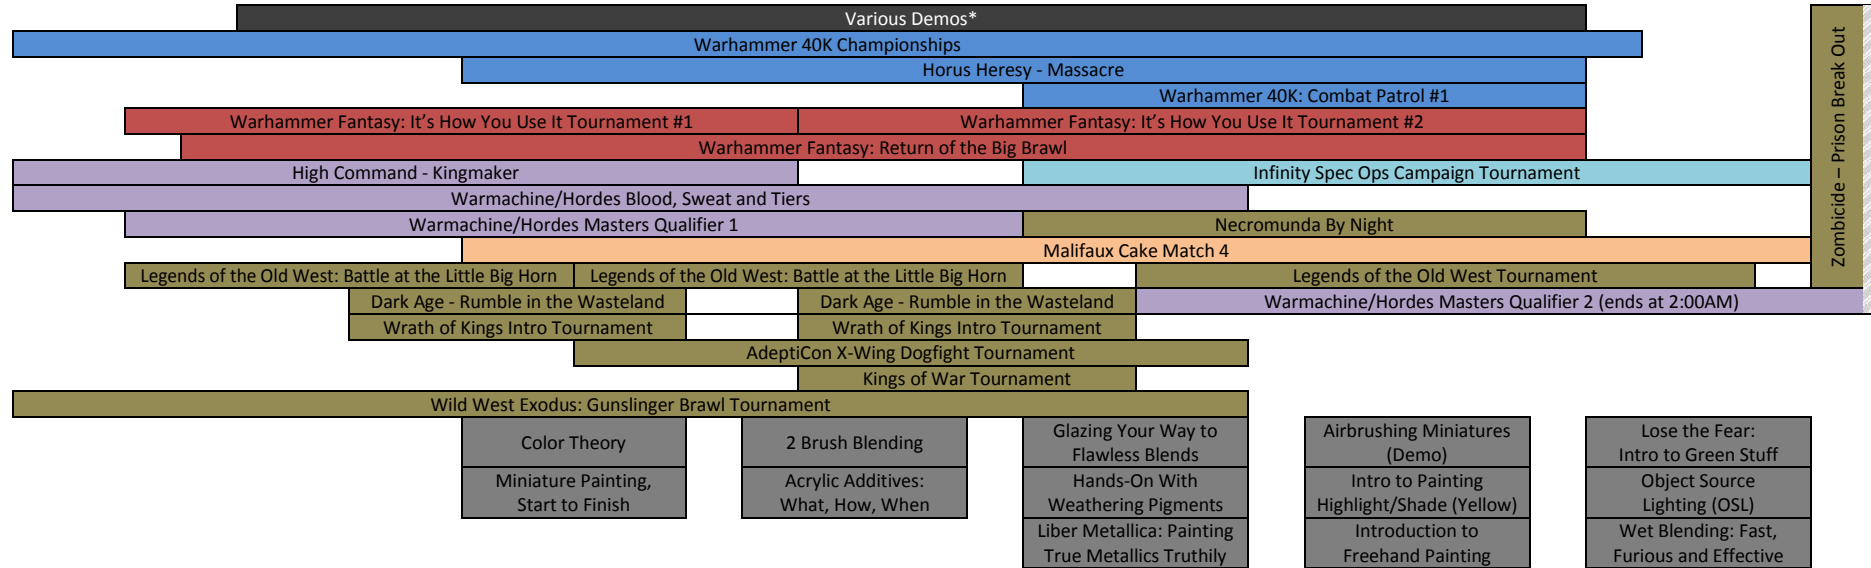 Various Demos*
Warhammer 40K Championships
Horus Heresy - Massacre
Warhammer 40K: Combat Patrol #1
Warhammer Fantasy: It’s How You Use It Tournament #1
Warhammer Fantasy: It’s How You Use It Tournament #2
Warhammer Fantasy: Return of the Big Brawl
High Command - Kingmaker
Infinity Spec Ops Campaign Tournament
Warmachine/Hordes Blood, Sweat and Tiers
Warmachine/Hordes Masters Qualifier 1
Necromunda By Night
Malifaux Cake Match 4
Legends of the Old West: Battle at the Little Big Horn
Legends of the Old West: Battle at the Little Big Horn
Legends of the Old West Tournament
Zombicide – Prison Break Out
Dark Age - Rumble in the Wasteland
Dark Age - Rumble in the Wasteland
Warmachine/Hordes Masters Qualifier 2 (ends at 2:00AM)
Wrath of Kings Intro Tournament
Wrath of Kings Intro Tournament
AdeptiCon X-Wing Dogfight Tournament
Kings of War Tournament
Wild West Exodus: Gunslinger Brawl Tournament
Color Theory
2 Brush Blending
Glazing Your Way to
Flawless Blends
Airbrushing Miniatures
(Demo)
Lose the Fear:
Intro to Green Stuff
Miniature Painting,
Start to Finish
Acrylic Additives:
What, How, When
Hands-On With
Weathering Pigments
Intro to Painting
Highlight/Shade (Yellow)
Object Source
Lighting (OSL)
Liber Metallica: Painting
True Metallics Truthily
Introduction to
Freehand Painting
Wet Blending: Fast,
Furious and Effective